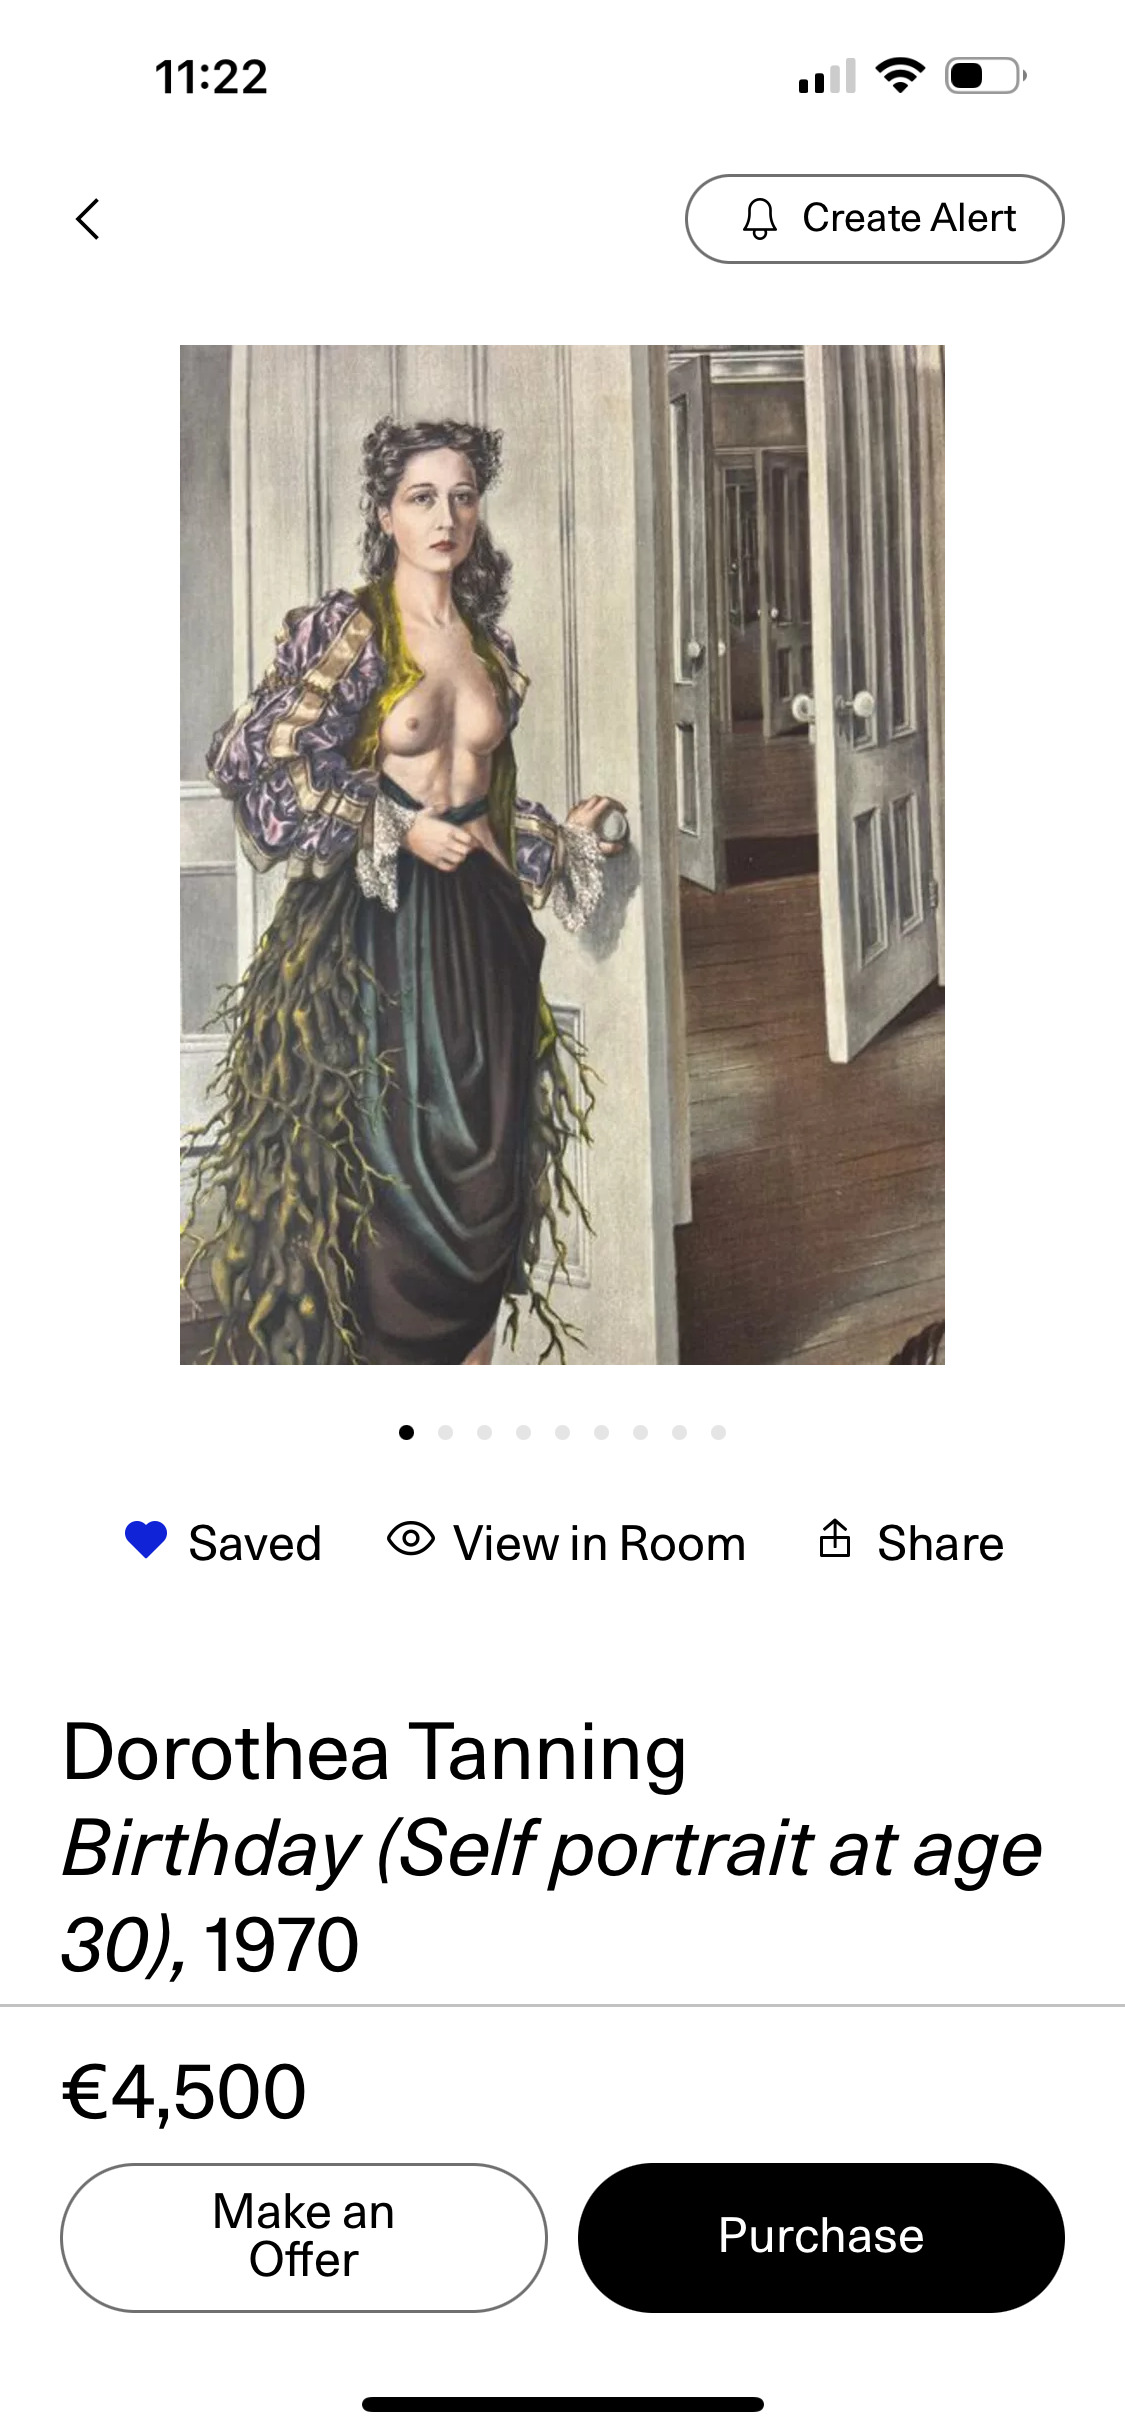 11:22
Create Alert
Saved
View in Room
Share
Dorothea Tanning
Birthday (Self portrait at age
30), 1970
€4,500
Make an
Offer
Purchase